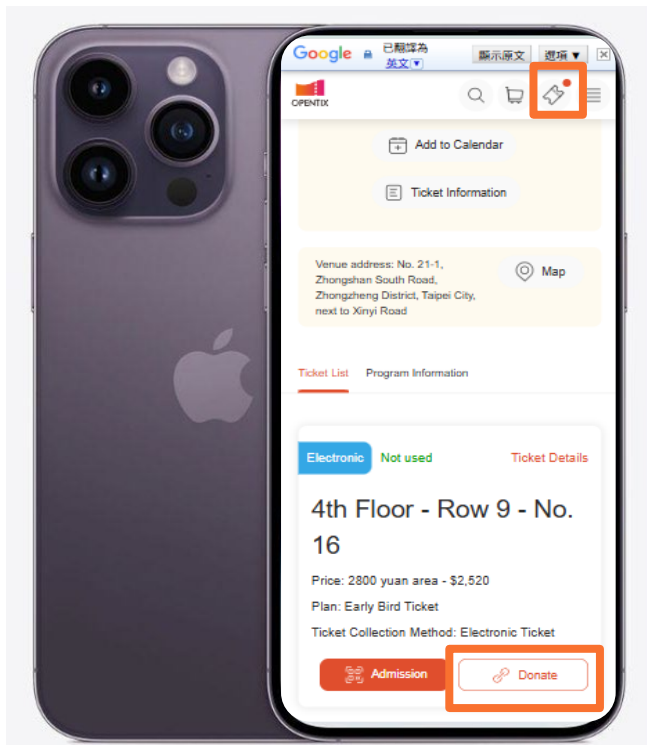 Google 已翻譯為 英文 顯示原文 選項 ▼
OPENTIX
Add to Calendar
Ticket Information
Venue address: No. 21-1,
Zhongshan South Road,
Zhongzheng District, Taipei City,
next to Xinyi Road
Map
Ticket List Program Information
Electronic Not used Ticket Details
4th Floor - Row 9 - No.
16
Price: 2800 yuan area - $2,520
Plan: Early Bird Ticket
Ticket Collection Method: Electronic Ticket
Admission Donate